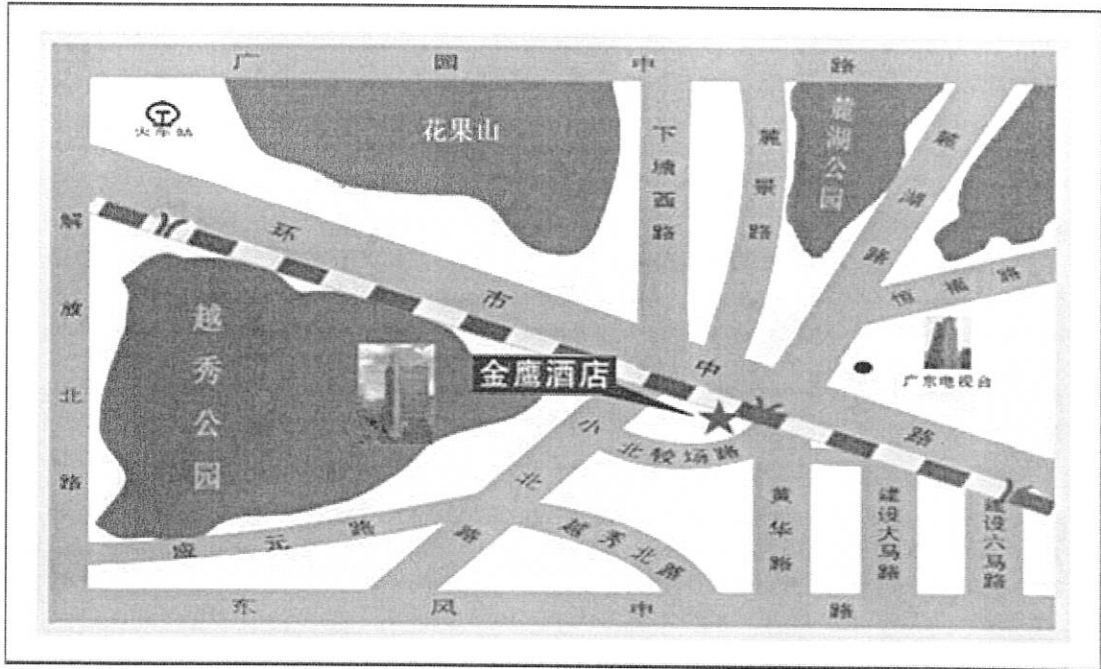 广园中路
火车站
花果山
麓湖公园
下塘西路
麓景路
麓湖路
恒福路
环市中路
解放北路
越秀公园
金鹰酒店
广东电视台
小北较场路
小北路
越秀北路
黄华路
建设大马路
建设六马路
盘元路
东风中路